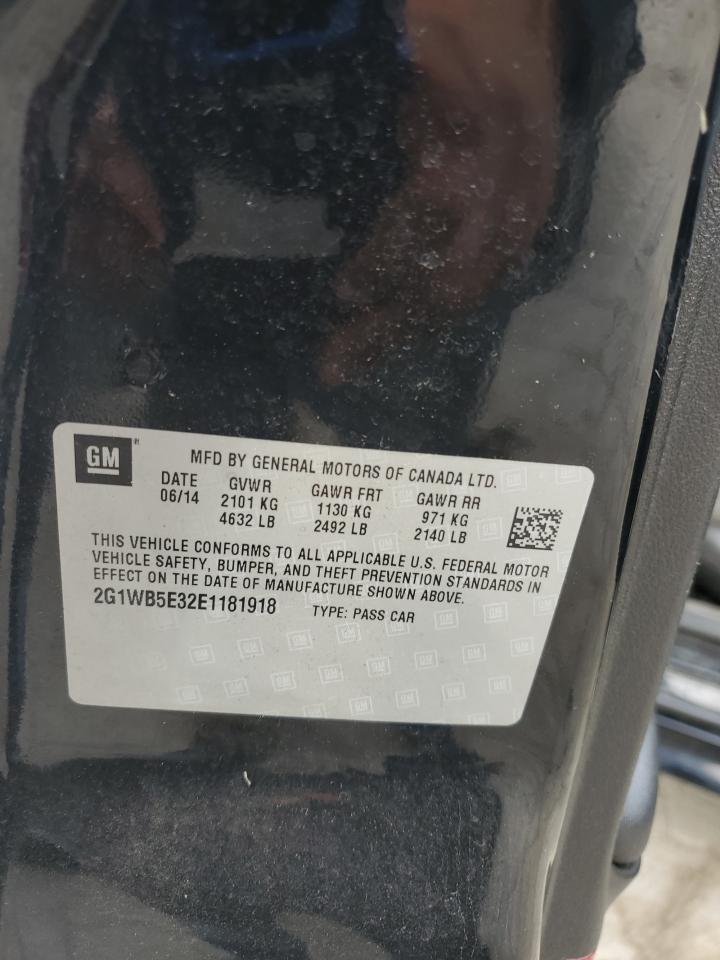 GM
MFD BY GENERAL MOTORS OF CANADA LTD.
DATE GVWR GAWR FRT GAWR RR
06/14 2101 KG 1130 KG 971 KG
4632 LB 2492 LB 2140 LB
THIS VEHICLE CONFORMS TO ALL APPLICABLE U.S. FEDERAL MOTOR
VEHICLE SAFETY, BUMPER, AND THEFT PREVENTION STANDARDS IN
EFFECT ON THE DATE OF MANUFACTURE SHOWN ABOVE.
2G1WB5E32E1181918 TYPE: PASS CAR